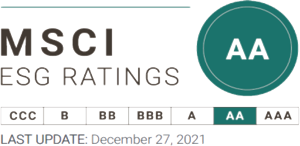 MSCI
ESG RATINGS
AA
CCC B BB BBB A AA AAA
LAST UPDATE: December 27, 2021